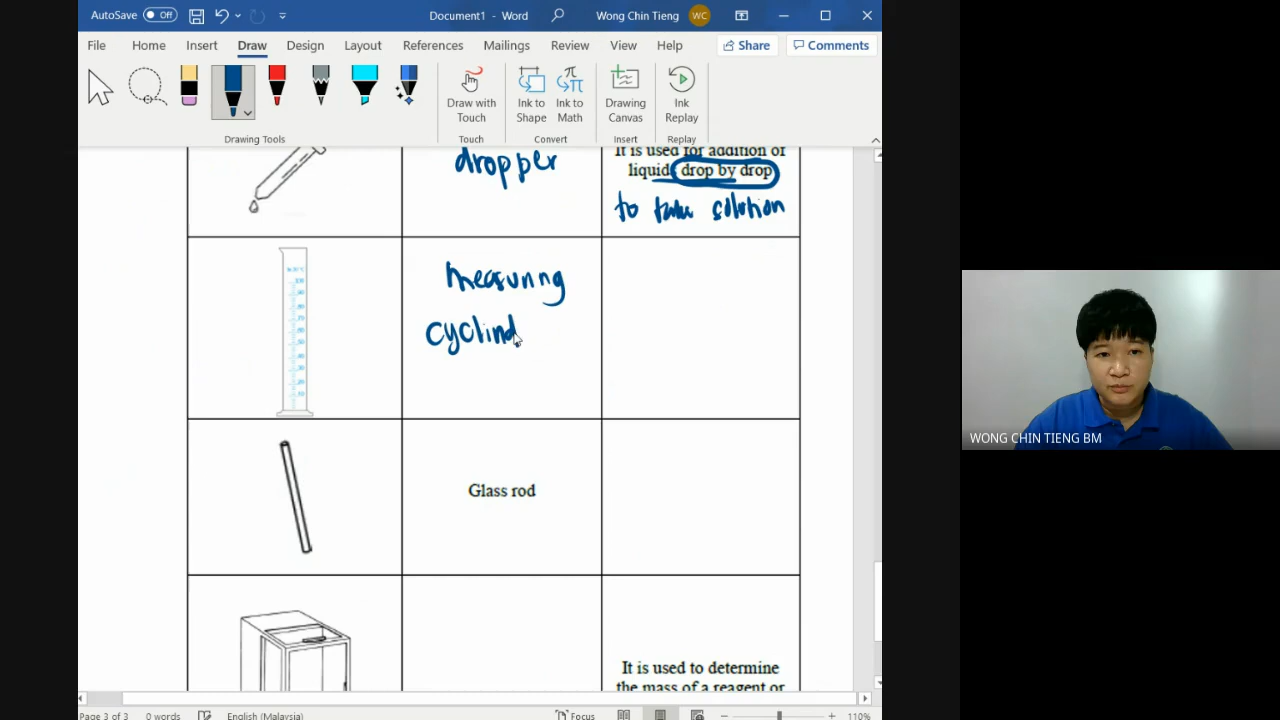 AutoSave Off Document1 - Word Wong Chin Tieng WC
File Home Insert Draw Design Layout References Mailings Review View Help Share Comments
Draw with Touch
Ink to Shape
Ink to Math
Drawing Canvas
Ink Replay
Drawing Tools Touch Convert Insert Replay
dropper
It is used for addition of
liquid drop by drop
to take solution
measuring
cyclind
Glass rod
It is used to determine
the mass of a reagent or
WONG CHIN TIENG BM
Page 3 of 3 0 words English (Malaysia) Focus 110%